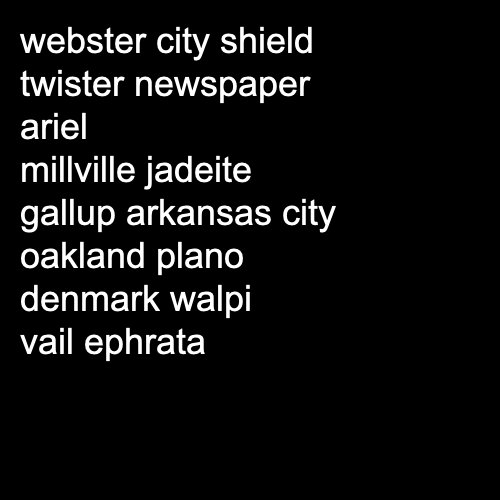 webster city shield
twister newspaper
ariel
millville jadeite
gallup arkansas city
oakland plano
denmark walpi
vail ephrata